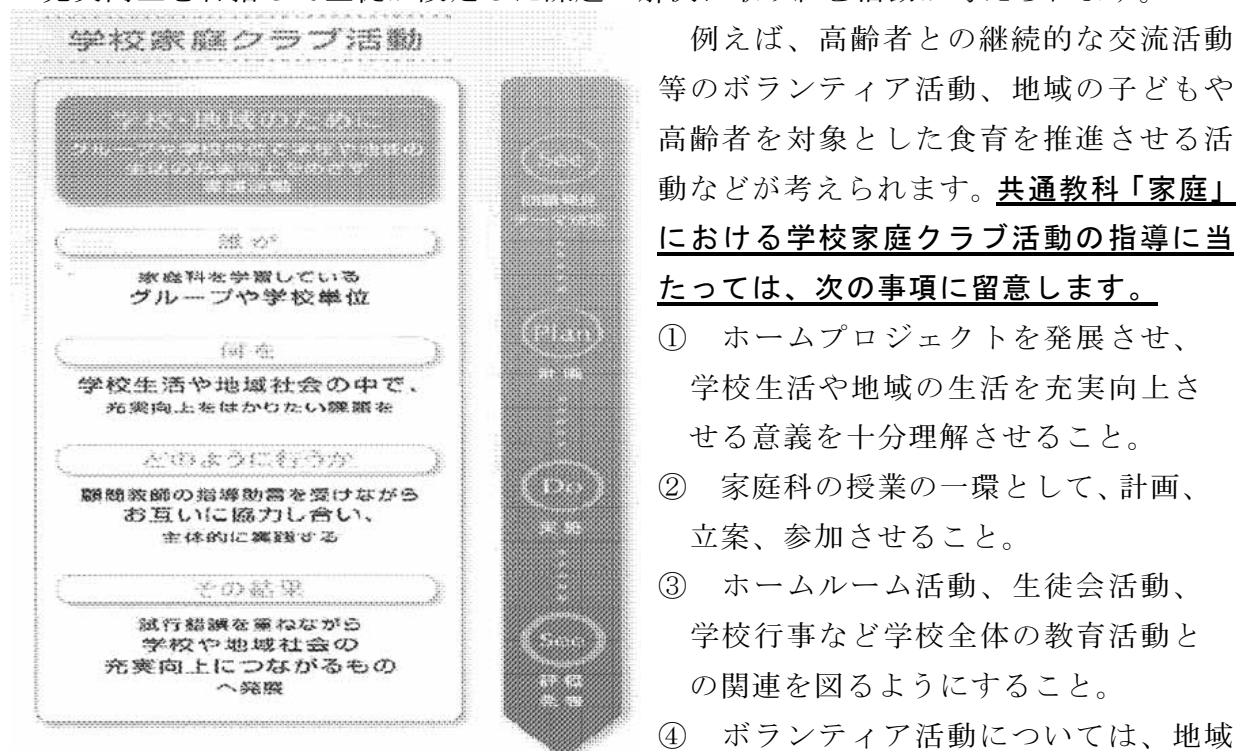 学校家庭クラブ活動
学校・地域のために
誰が
家庭科を学習している
グループや学校単位
何を
学校生活や地域社会の中で、
充実向上をはかりたい課題を
どのように行うか
顧問教師の指導助言を受けながら
お互いに協力し合い、
主体的に実践する
その結果
試行錯誤を重ねながら
学校や地域社会の
充実向上につながるもの
へ発展
See
Plan
計画
Do
実践
See
評価
例えば、高齢者との継続的な交流活動
等のボランティア活動、地域の子どもや
高齢者を対象とした食育を推進させる活
動などが考えられます。共通教科「家庭」
における学校家庭クラブ活動の指導に当
たっては、次の事項に留意します。
① ホームプロジェクトを発展させ、
学校生活や地域の生活を充実向上さ
せる意義を十分理解させること。
② 家庭科の授業の一環として、計画、
立案、参加させること。
③ ホームルーム活動、生徒会活動、
学校行事など学校全体の教育活動と
の関連を図るようにすること。
④ ボランティア活動については、地域